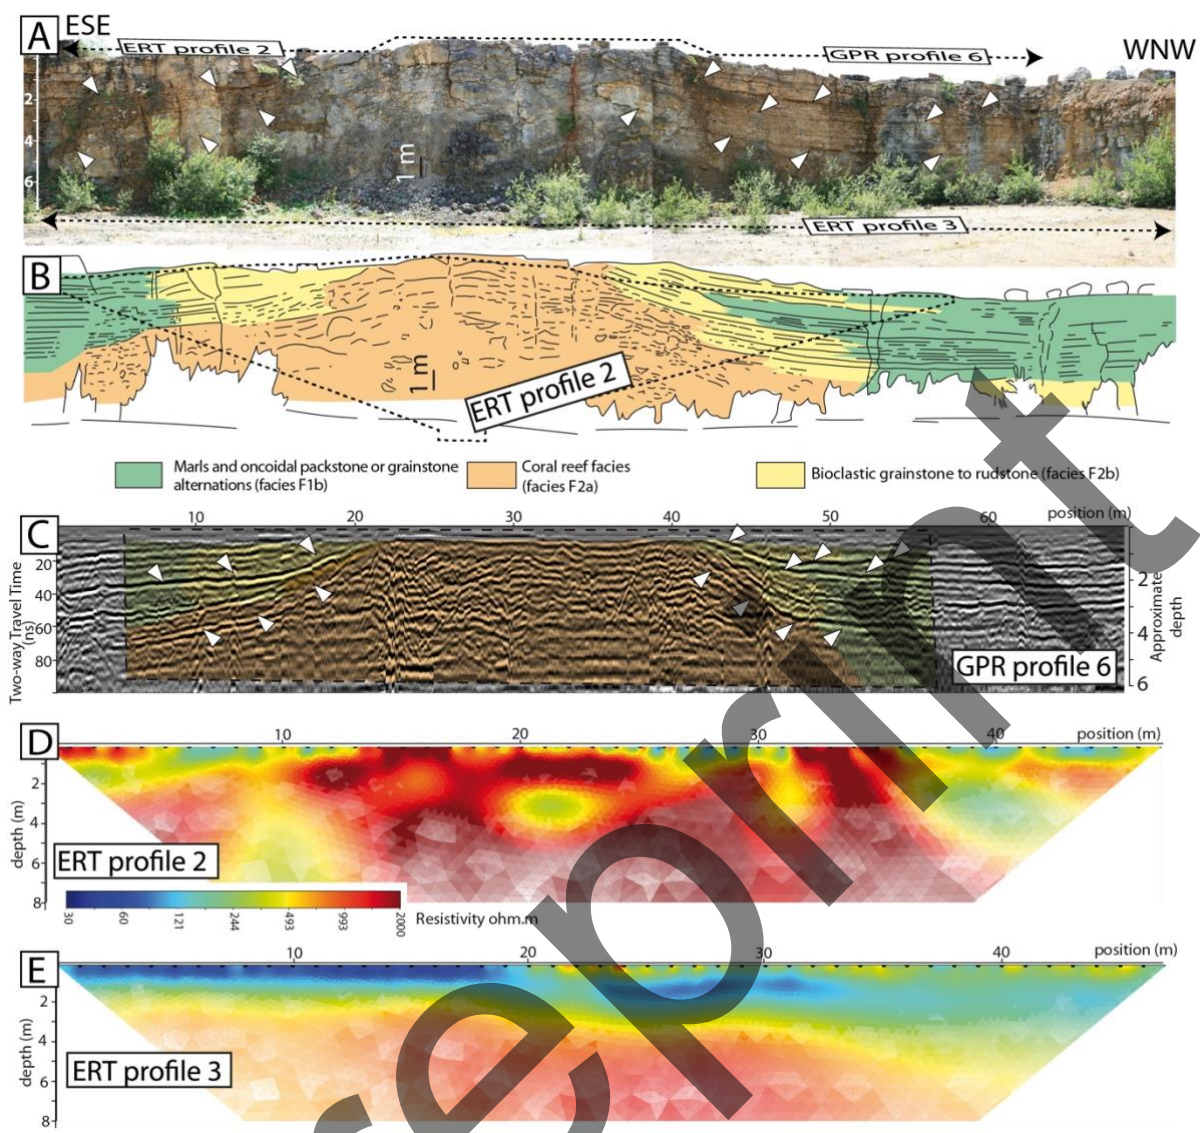 A
ESE
ERT profile 2
GPR profile 6
WNW
2
4
6
1 m
ERT profile 3
B
1 m
ERT profile 2
Marls and oncoidal packstone or grainstone
alternations (facies F1b)
Coral reef facies
(facies F2a)
Bioclastic grainstone to rudstone (facies F2b)
C
10 20 30 40 50 60 position (m)
Two-way Travel Time
(ns)
20
40
60
80
2
4
6
Approximate
depth
GPR profile 6
D
10 20 30 40 position (m)
depth (m)
2
4
6
8
ERT profile 2
30 60 121 244 493 993 2000
Resistivity ohm.m
E
10 20 30 40 position (m)
depth (m)
2
4
6
8
ERT profile 3
eprint